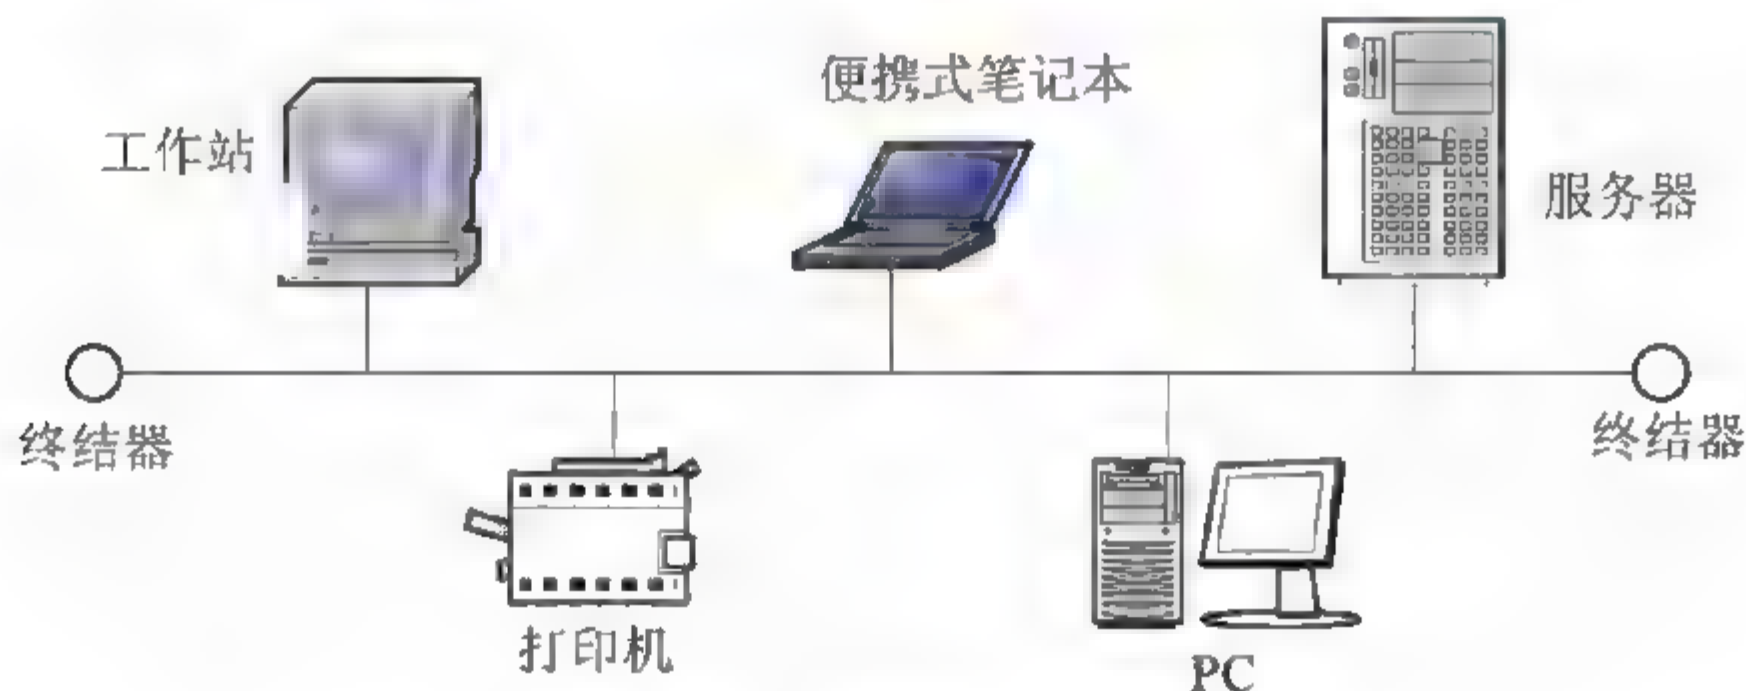 便携式笔记本
工作站
服务器
终结器
终结器
打印机
PC